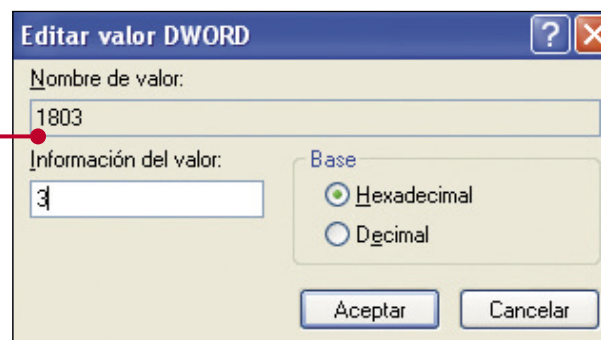 Editar valor DWORD
Nombre de valor:
1803
Información del valor:
3
Base
Hexadecimal
Decimal
Aceptar
Cancelar